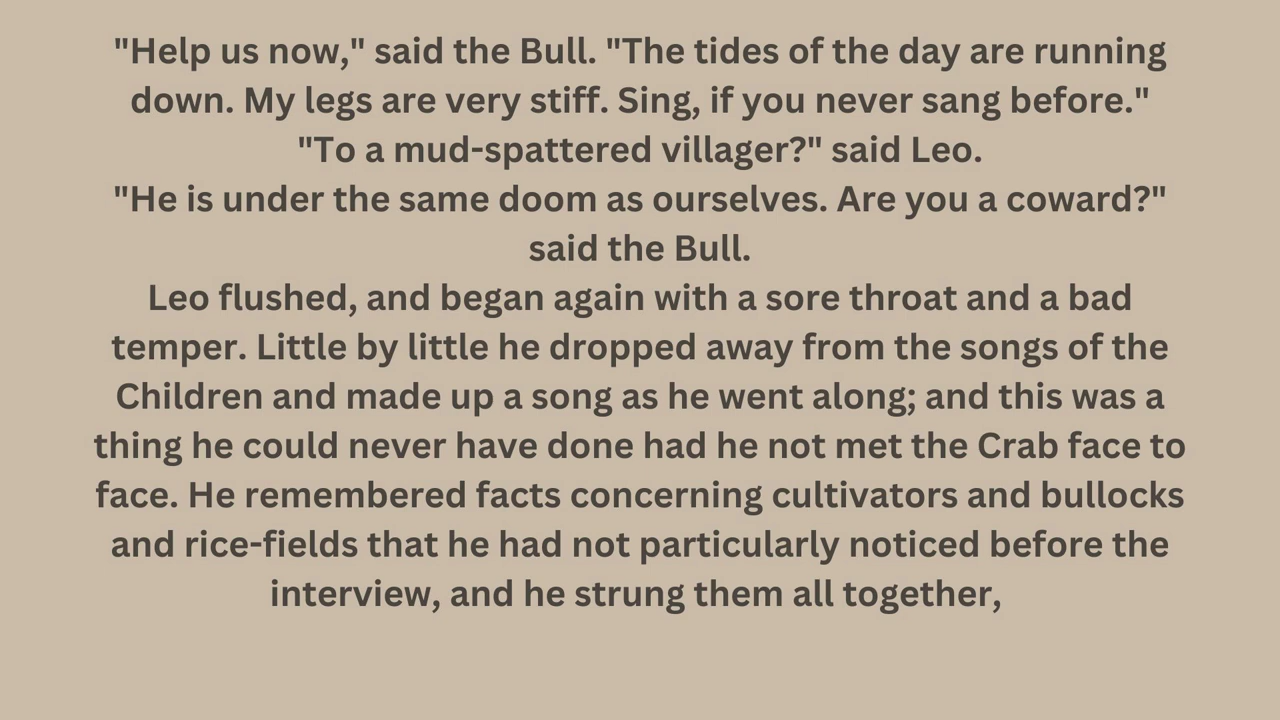 "Help us now," said the Bull. "The tides of the day are running
down. My legs are very stiff. Sing, if you never sang before."
"To a mud-spattered villager?" said Leo.
"He is under the same doom as ourselves. Are you a coward?"
said the Bull.
Leo flushed, and began again with a sore throat and a bad
temper. Little by little he dropped away from the songs of the
Children and made up a song as he went along; and this was a
thing he could never have done had he not met the Crab face to
face. He remembered facts concerning cultivators and bullocks
and rice-fields that he had not particularly noticed before the
interview, and he strung them all together,